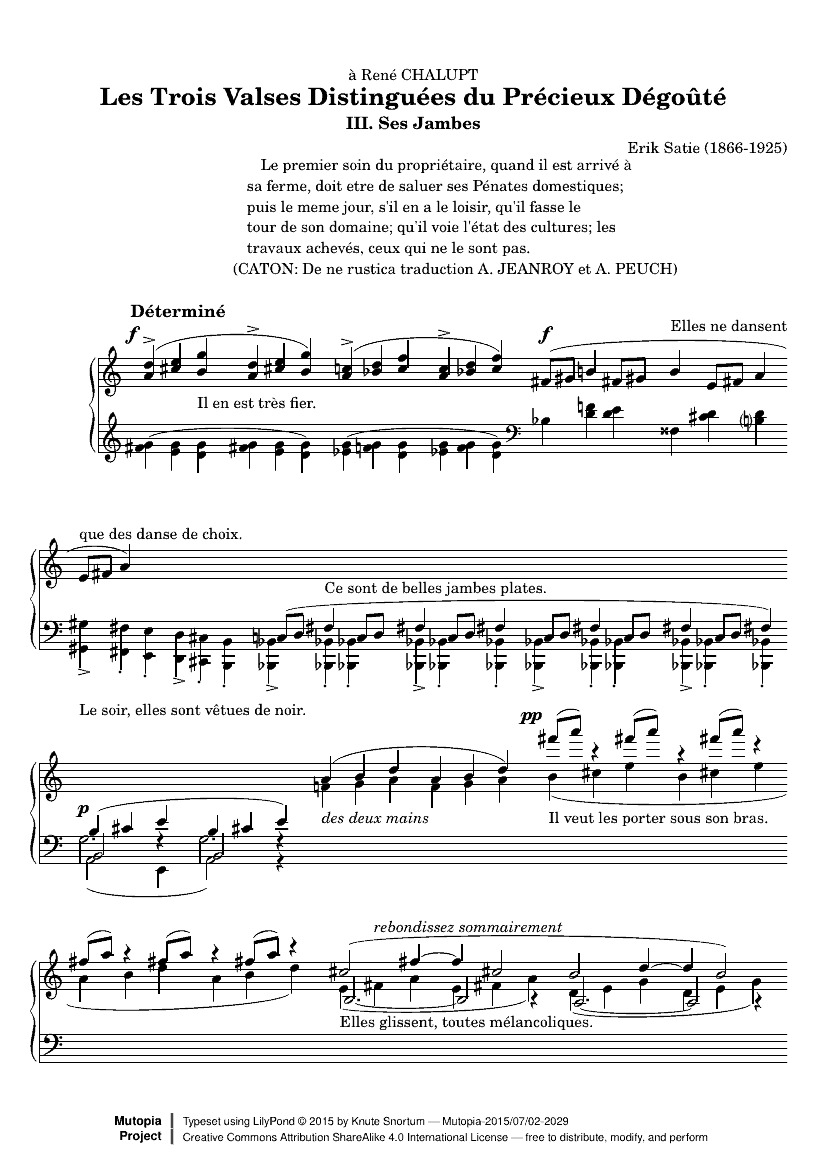 à René CHALUPT
Les Trois Valses Distinguées du Précieux Dégoûté
III. Ses Jambes
Erik Satie (1866-1925)
Le premier soin du propriétaire, quand il est arrivé à
sa ferme, doit etre de saluer ses Pénates domestiques;
puis le meme jour, s'il en a le loisir, qu'il fasse le
tour de son domaine; qu'il voie l'état des cultures; les
travaux achevés, ceux qui ne le sont pas.
(CATON: De ne rustica traduction A. JEANROY et A. PEUCH)
Déterminé
f
f
Elles ne dansent
Il en est très fier.
que des danse de choix.
Ce sont de belles jambes plates.
Le soir, elles sont vêtues de noir.
pp
p
des deux mains
Il veut les porter sous son bras.
rebondissez sommairement
Elles glissent, toutes mélancoliques.
Mutopia Project
Typeset using LilyPond © 2015 by Knute Snortum — Mutopia-2015/07/02-2029
Creative Commons Attribution ShareAlike 4.0 International License — free to distribute, modify, and perform